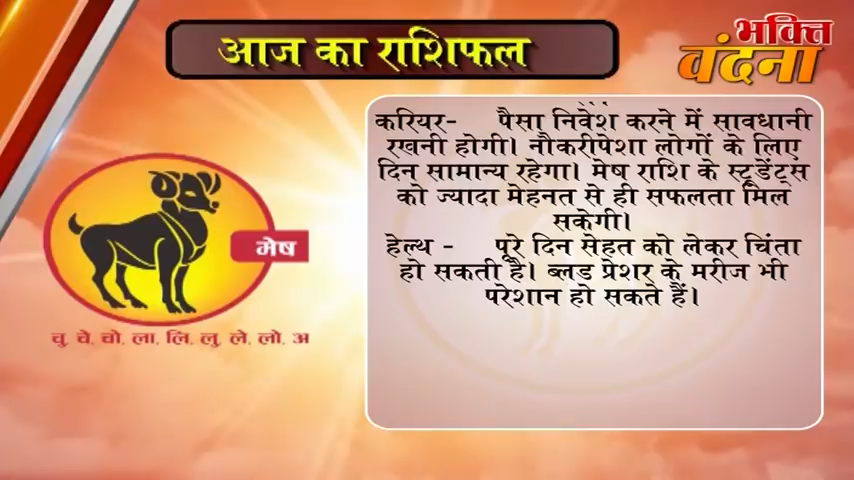 आज का राशिफल
भक्ति
वंदना
करियर- पैसा निवेश करने में सावधानी
रखनी होगी। नौकरीपेशा लोगों के लिए
दिन सामान्य रहेगा। मेष राशि के स्टूडेंट्स
को ज्यादा मेहनत से ही सफलता मिल
सकेगी।
हेल्थ - पूरे दिन सेहत को लेकर चिंता
हो सकती है। ब्लड प्रेशर के मरीज भी
परेशान हो सकते हैं।
मेष
चु, चे, चो, ला, लि, लु, ले, लो, अ